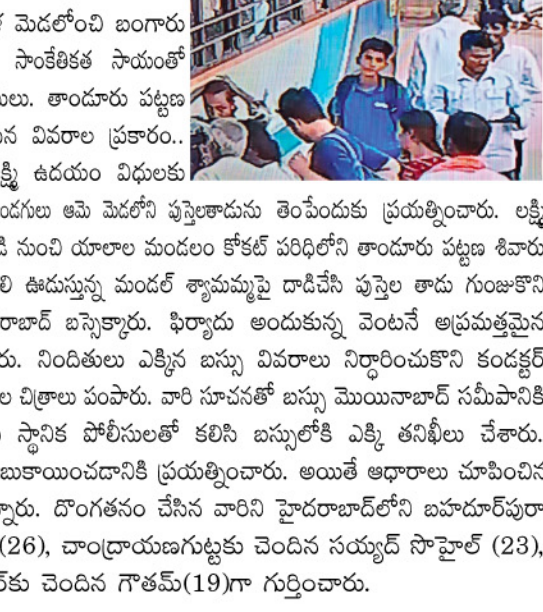 మెడలోంచి బంగారు
సాంకేతికత సాయంతో
తాండూరు పట్టణ
వివరాల ప్రకారం..
ఉదయం విధులకు
ఆమె మెడలోని పుస్తెలతాడును తెంపేందుకు ప్రయత్నించారు. లక్ష్మి
నుంచి యాలాల మండలం కోకట్ పరిధిలోని తాండూరు పట్టణ శివారు
ఊడుస్తున్న మండల్ శ్యామమ్మపై దాడిచేసి పుస్తెల తాడు గుంజుకొని
బస్సెక్కారు. ఫిర్యాదు అందుకున్న వెంటనే అప్రమత్తమైన
నిందితులు ఎక్కిన బస్సు వివరాలు నిర్ధారించుకొని కండక్టర్
చిత్రాలు పంపారు. వారి సూచనతో బస్సు మొయినాబాద్ సమీపానికి
స్థానిక పోలీసులతో కలిసి బస్సులోకి ఎక్కి తనిఖీలు చేశారు.
బుకాయించడానికి ప్రయత్నించారు. అయితే ఆధారాలు చూపించిన
దొంగతనం చేసిన వారిని హైదరాబాద్‌లోని బహదూర్‌పురా
(26), చాంద్రాయణగుట్టకు చెందిన సయ్యద్ సొహైల్ (23),
చెందిన గౌతమ్(19)గా గుర్తించారు.